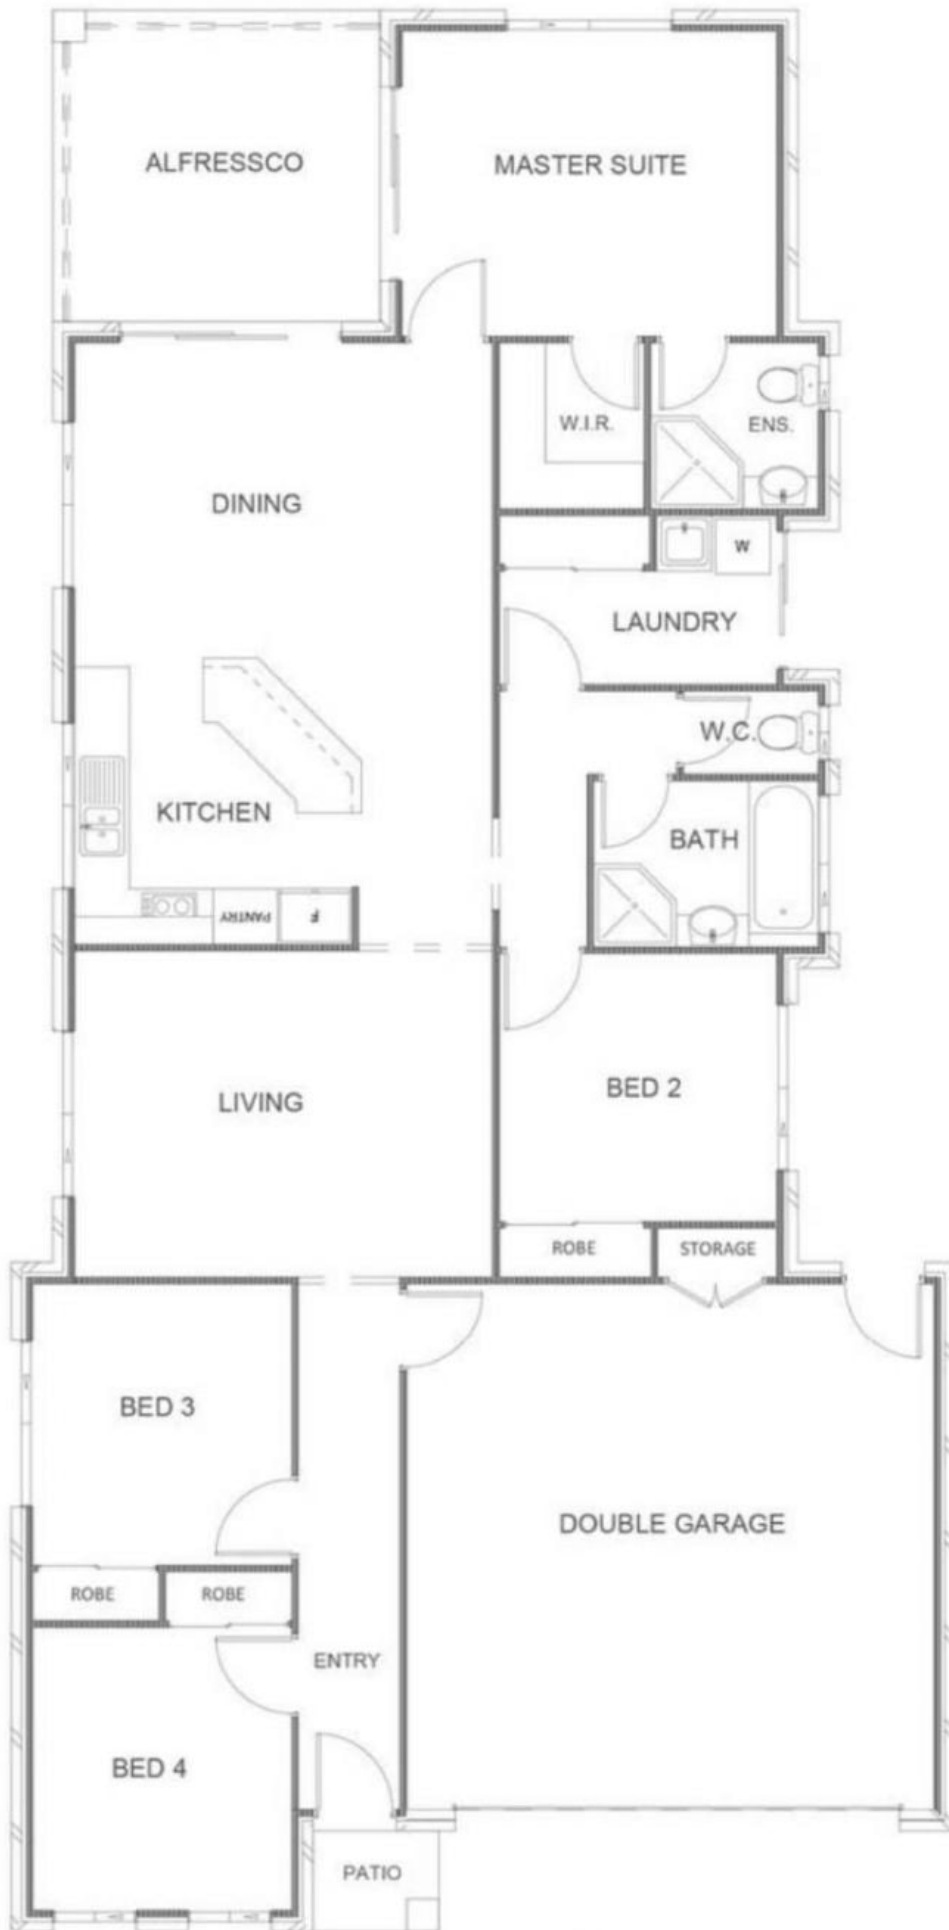 ALFRESSCO
MASTER SUITE
W.I.R.
ENS.
DINING
W
LAUNDRY
W.C.
KITCHEN
BATH
PANTRY
F
LIVING
BED 2
ROBE
STORAGE
BED 3
DOUBLE GARAGE
ROBE
ROBE
ENTRY
BED 4
PATIO